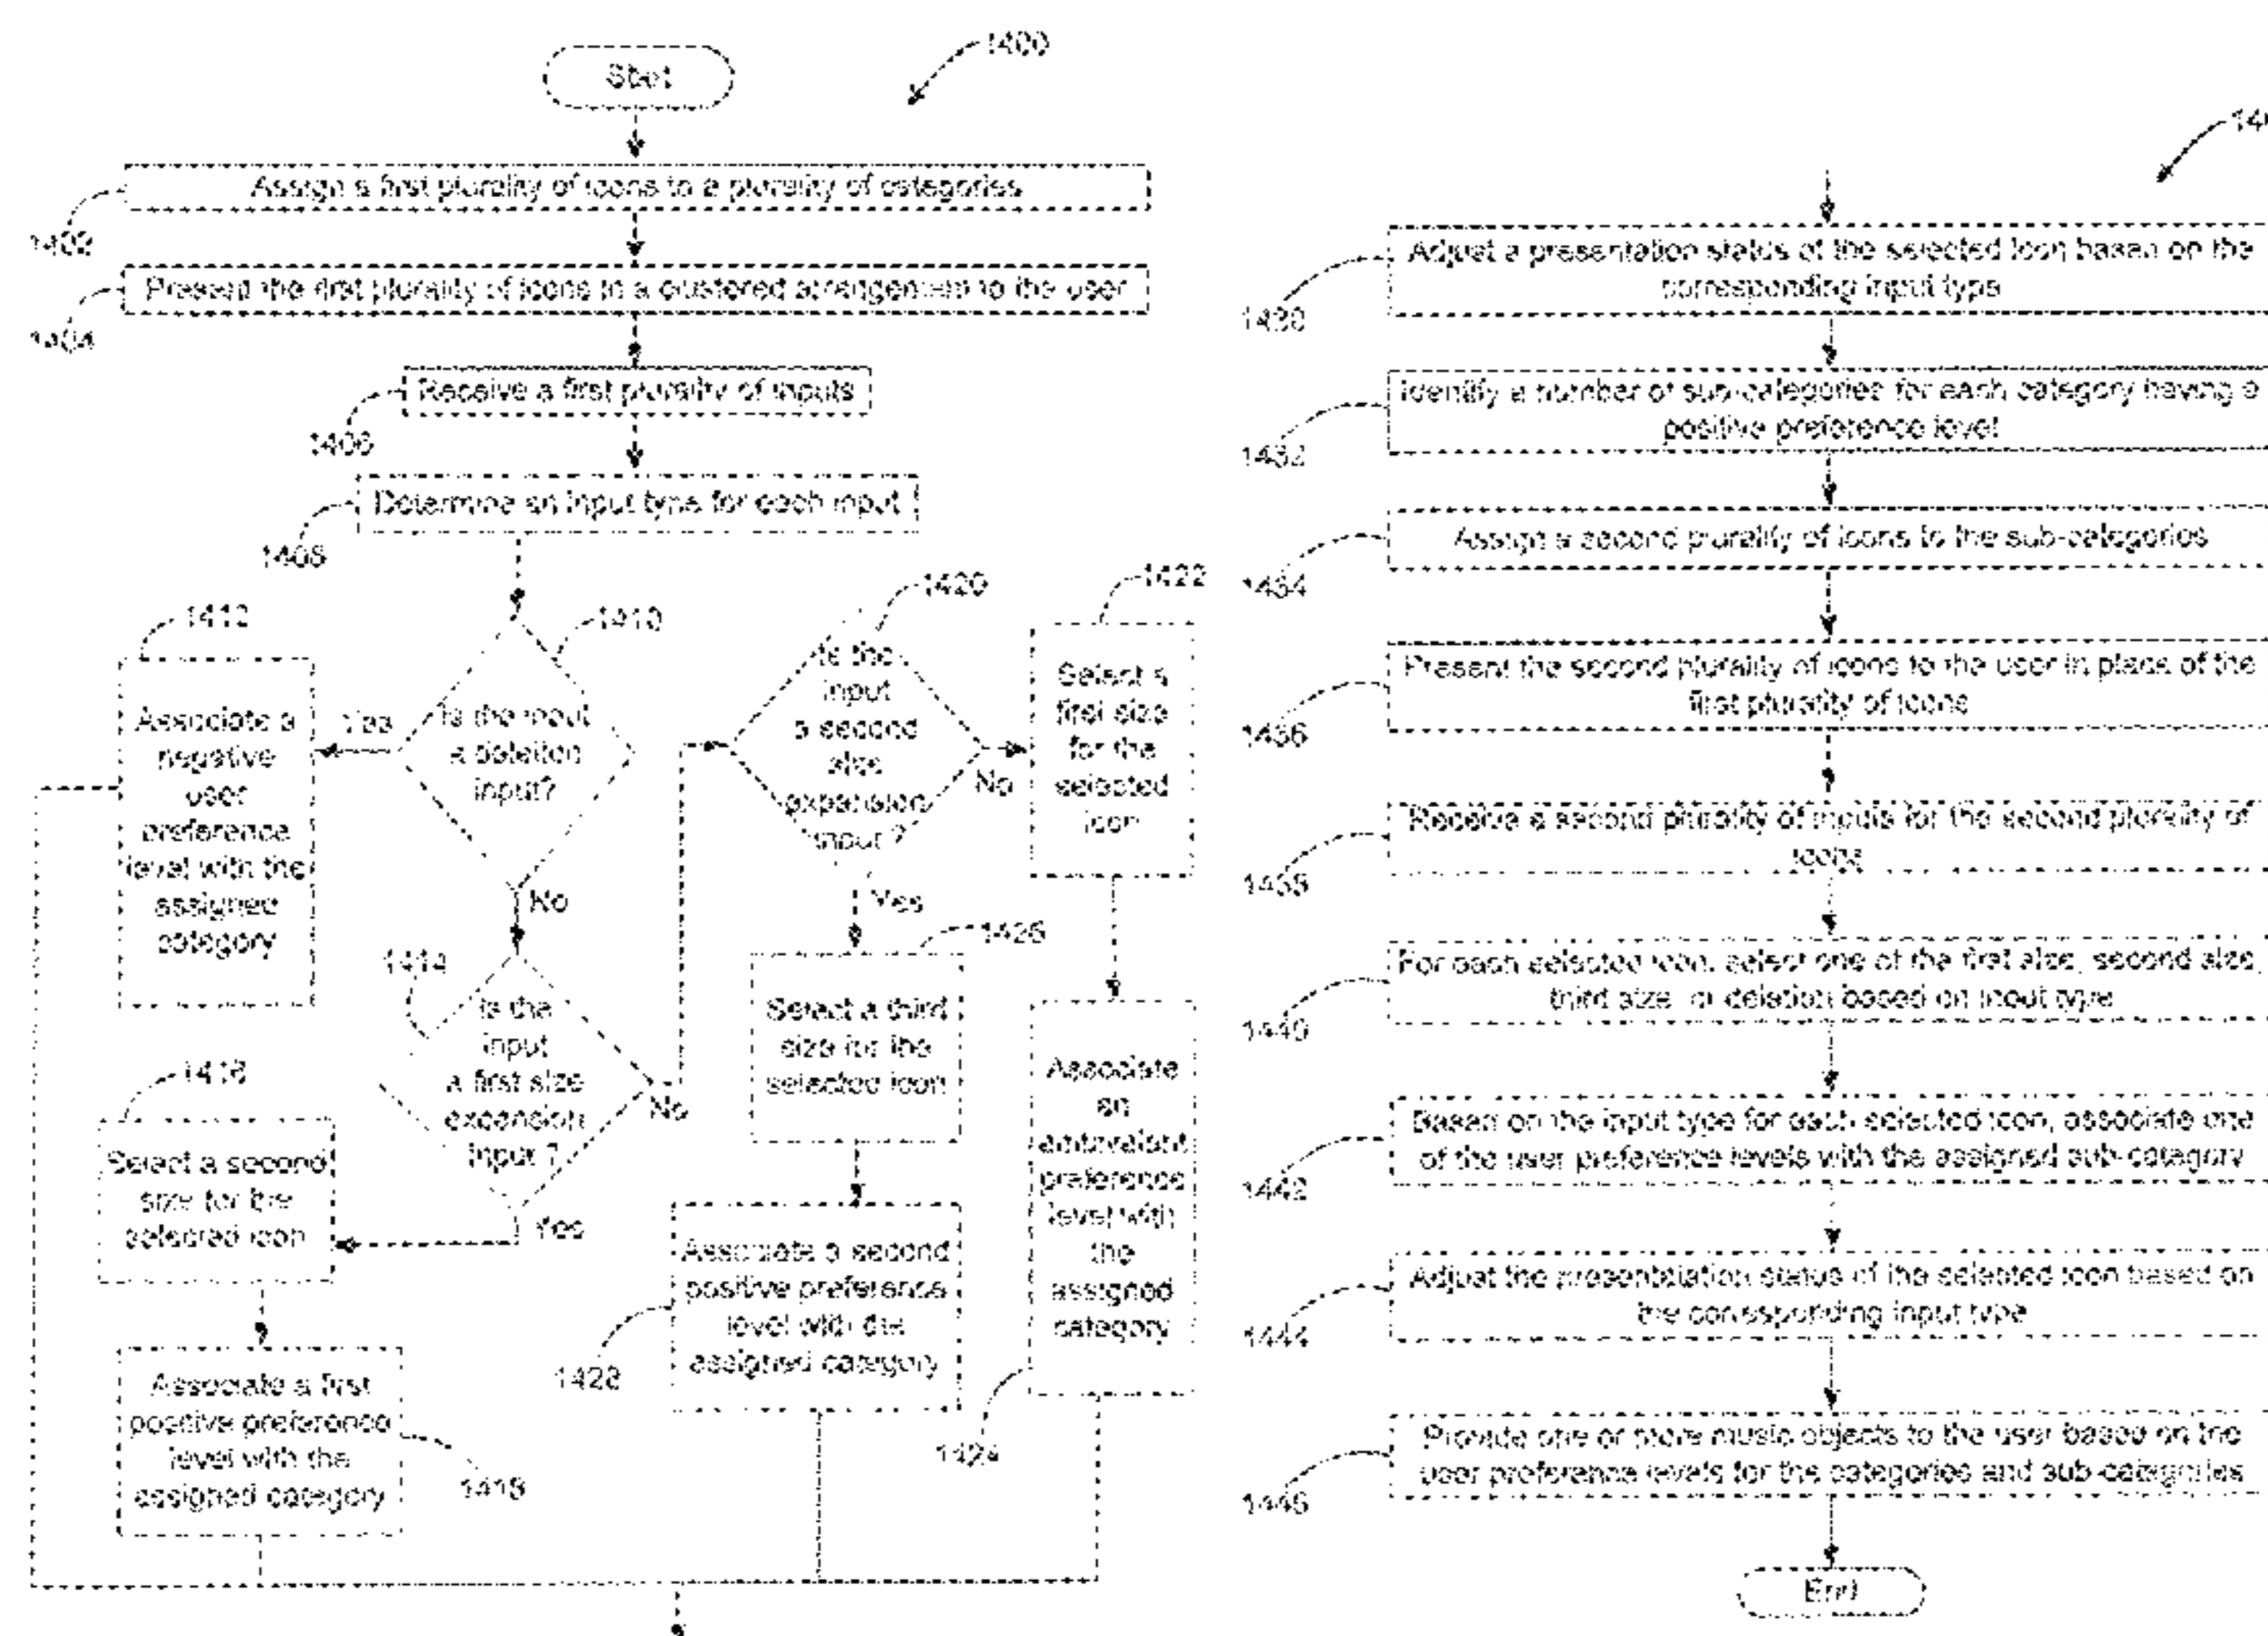 1400
Start
Assign a first plurality of icons to a plurality of categories
1402
Present the first plurality of icons in a clustered arrangement to the user
1404
Receive a first plurality of inputs
1406
Determine an input type for each input
1408
1410
Is the input
a deletion
input?
Yes
No
1412
Associate a
negative
user
preference
level with the
assigned
category
1414
Is the
input
a first size
expansion
input ?
No
Yes
1416
Select a second
size for the
selected icon
Associate a first
positive preference
level with the
assigned category
1418
1420
Is the
input
a second
size
expansion
input ?
No
Yes
1422
Select a
first size
for the
selected
icon
Associate
an
ambivalent
preference
level with
the
assigned
category
1424
1426
Select a third
size for the
selected icon
Associate a second
positive preference
level with the
assigned category
1428
Adjust a presentation status of the selected icon based on the
corresponding input type
1430
Identify a number of sub-categories for each category having a
positive preference level
1432
Assign a second plurality of icons to the sub-categories
1434
Present the second plurality of icons to the user in place of the
first plurality of icons
1436
Receive a second plurality of inputs for the second plurality of
icons
1438
For each selected icon, select one of the first size, second size,
third size, or deletion based on input type
1440
Based on the input type for each selected icon, associate one
of the user preference levels with the assigned sub-category
1442
Adjust the presentatiation status of the selected icon based on
the corresponding input type
1444
Provide one or more music objects to the user based on the
user preference levels for the categories and sub-categories
1446
End